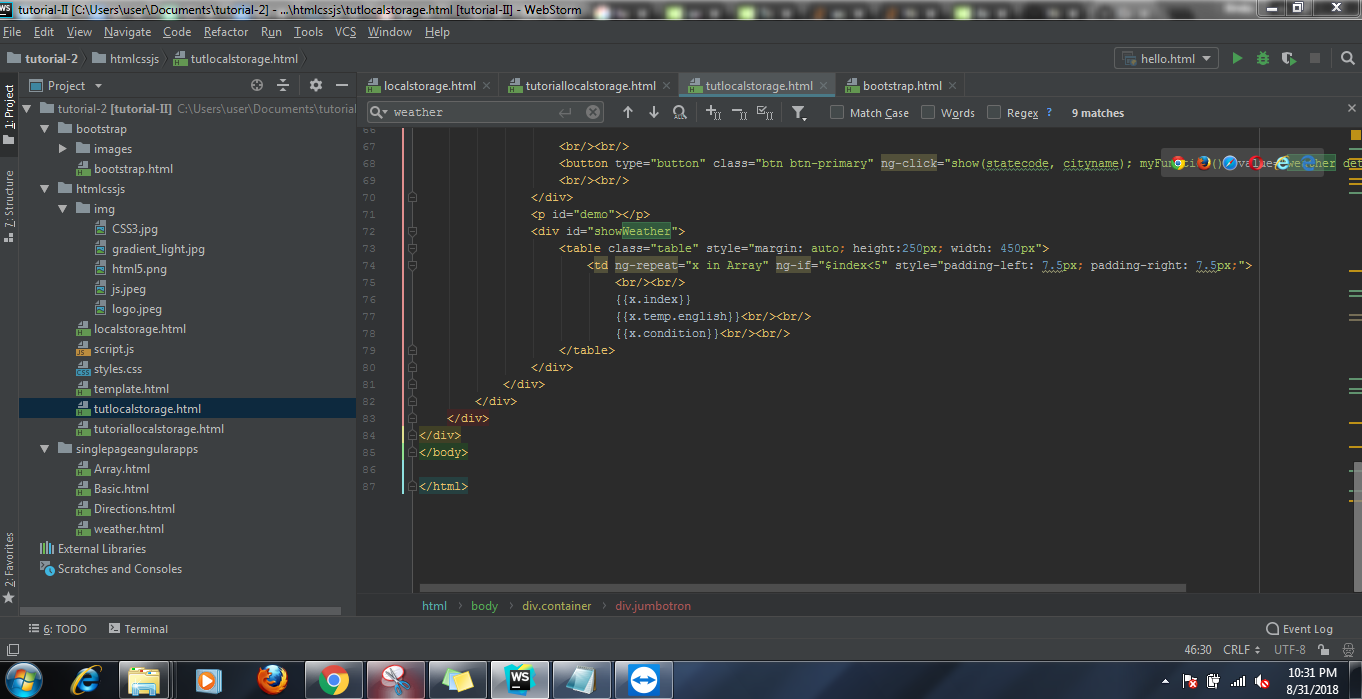 tutorial-II [C:\Users\user\Documents\tutorial-2] - ...\htmlcssjs\tutlocalstorage.html [tutorial-II] - WebStorm
File Edit View Navigate Code Refactor Run Tools VCS Window Help
tutorial-2 htmlcssjs tutlocalstorage.html hello.html
Project
localstorage.html tutoriallocalstorage.html tutlocalstorage.html bootstrap.html
weather Match Case Words Regex ? 9 matches
1: Project
7: Structure
2: Favorites
tutorial-2 [tutorial-II] C:\Users\user\Documents\tutorial
bootstrap
images
bootstrap.html
htmlcssjs
img
CSS3.jpg
gradient_light.jpg
html5.png
js.jpeg
logo.jpeg
localstorage.html
script.js
styles.css
template.html
tutlocalstorage.html
tutoriallocalstorage.html
singlepageangularapps
Array.html
Basic.html
Directions.html
weather.html
External Libraries
Scratches and Consoles
66
67 <br/><br/>
68 <button type="button" class="btn btn-primary" ng-click="show(statecode, cityname); myFun
69 <br/><br/>
70 </div>
71 <p id="demo"></p>
72 <div id="showWeather">
73 <table class="table" style="margin: auto; height:250px; width: 450px">
74 <td ng-repeat="x in Array" ng-if="$index<5" style="padding-left: 7.5px; padding-right: 7.5px;">
75 <br/><br/>
76 {{x.index}}
77 {{x.temp.english}}<br/><br/>
78 {{x.condition}}<br/><br/>
79 </table>
80 </div>
81 </div>
82 </div>
83 </div>
84 </div>
85 </body>
86
87 </html>
html body div.container div.jumbotron
6: TODO Terminal Event Log
46:30 CRLF UTF-8
WS
10:31 PM
8/31/2018